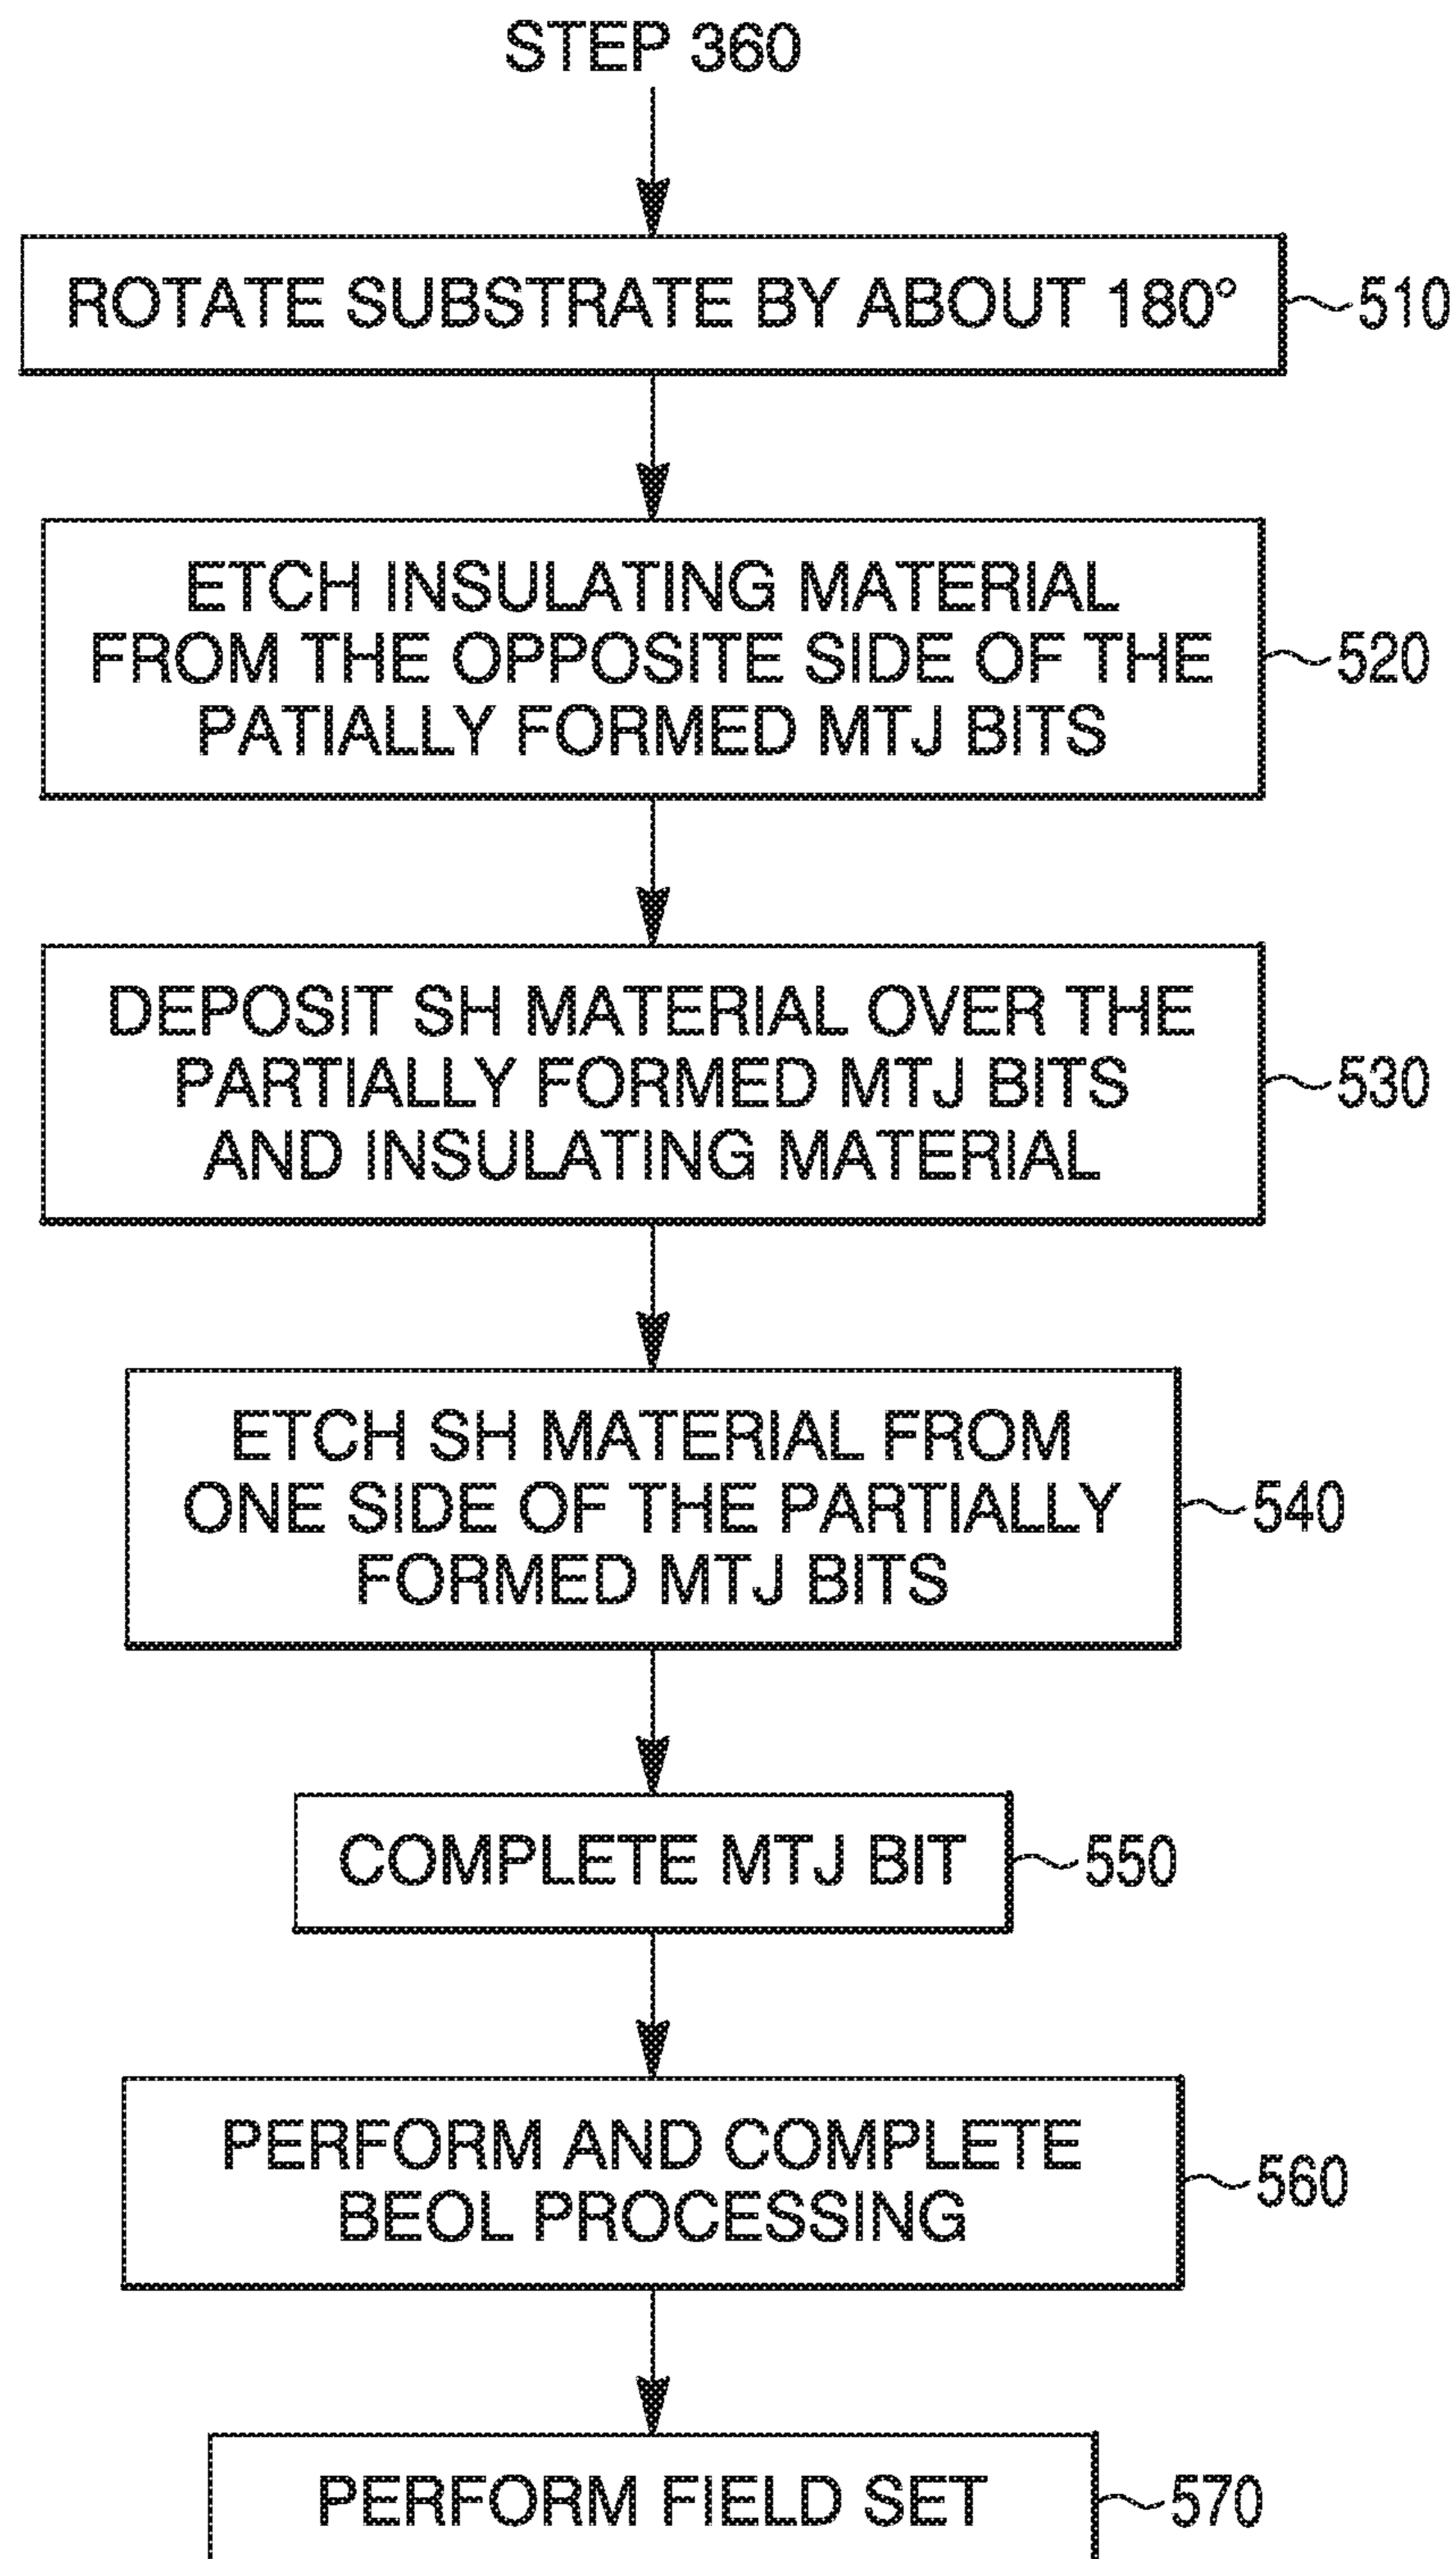 STEP 360
ROTATE SUBSTRATE BY ABOUT 180°
510
ETCH INSULATING MATERIAL
FROM THE OPPOSITE SIDE OF THE
PATIALLY FORMED MTJ BITS
520
DEPOSIT SH MATERIAL OVER THE
PARTIALLY FORMED MTJ BITS
AND INSULATING MATERIAL
530
ETCH SH MATERIAL FROM
ONE SIDE OF THE PARTIALLY
FORMED MTJ BITS
540
COMPLETE MTJ BIT
550
PERFORM AND COMPLETE
BEOL PROCESSING
560
PERFORM FIELD SET
570